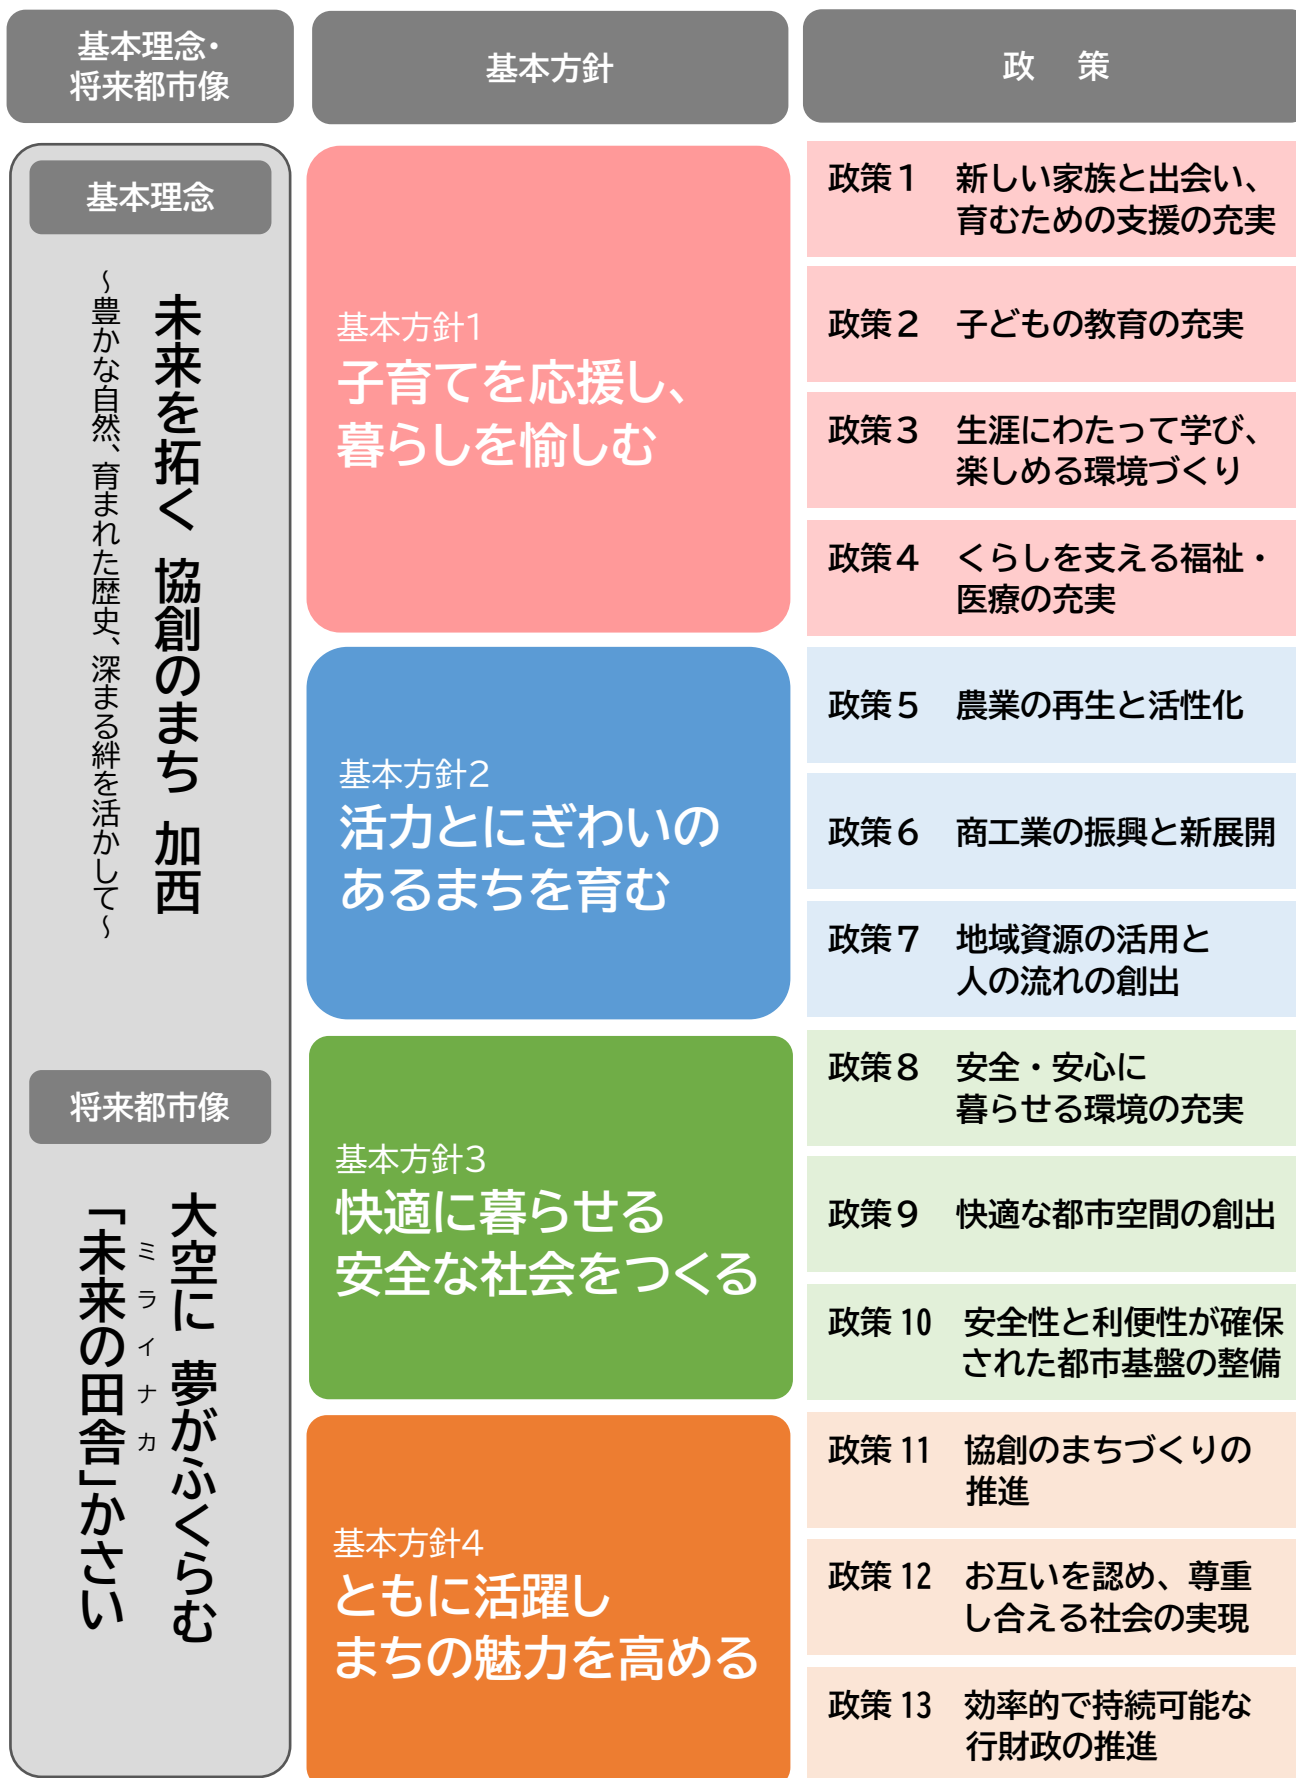 基本理念・
将来都市像
基本方針
政　策
基本理念
未来を拓く 協創のまち 加西
～豊かな自然、育まれた歴史、深まる絆を活かして～
将来都市像
大空に 夢がふくらむ
ミライナカ
「未来の田舎」かさい
基本方針1
子育てを応援し、
暮らしを愉しむ
政策１　新しい家族と出会い、
育むための支援の充実
政策２　子どもの教育の充実
政策３　生涯にわたって学び、
楽しめる環境づくり
政策４　くらしを支える福祉・
医療の充実
基本方針2
活力とにぎわいの
あるまちを育む
政策５　農業の再生と活性化
政策６　商工業の振興と新展開
政策７　地域資源の活用と
人の流れの創出
基本方針3
快適に暮らせる
安全な社会をつくる
政策８　安全・安心に
暮らせる環境の充実
政策９　快適な都市空間の創出
政策10　安全性と利便性が確保
された都市基盤の整備
基本方針4
ともに活躍し
まちの魅力を高める
政策11　協創のまちづくりの
推進
政策12　お互いを認め、尊重
し合える社会の実現
政策13　効率的で持続可能な
行財政の推進